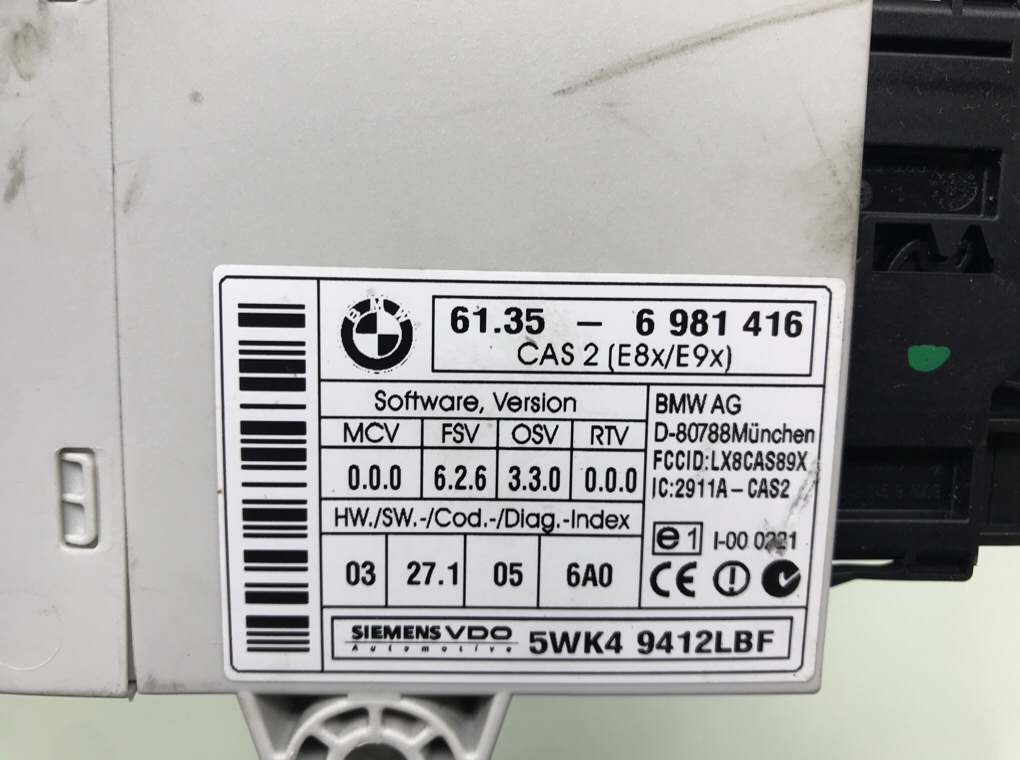 BMW
61.35 – 6 981 416
CAS 2 (E8x/E9x)
Software, Version
MCV FSV OSV RTV
0.0.0 6.2.6 3.3.0 0.0.0
HW./SW.-/Cod.-/Diag.-Index
03 27.1 05 6A0
BMW AG
D-80788München
FCCID:LX8CAS89X
IC:2911A–CAS2
e1 I-00 0221
CE
SIEMENS VDO 5WK4 9412LBF
Automotive